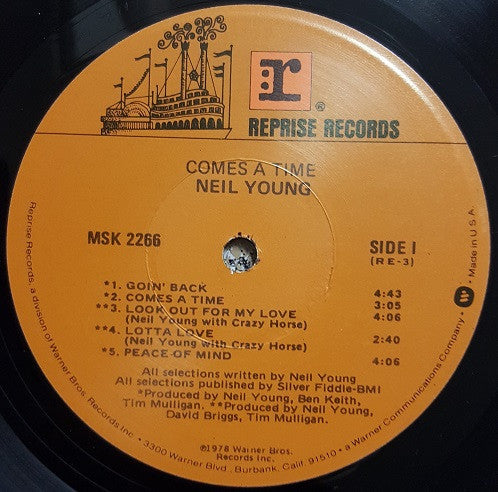 r
®
REPRISE RECORDS
COMES A TIME
NEIL YOUNG
MSK 2266
SIDE I
(RE-3)
*1. GOIN' BACK 4:43
*2. COMES A TIME 3:05
**3. LOOK OUT FOR MY LOVE 4:06
(Neil Young with Crazy Horse)
**4. LOTTA LOVE 2:40
(Neil Young with Crazy Horse)
*5. PEACE OF MIND 4:06
All selections written by Neil Young
All selections published by Silver Fiddle-BMI
*Produced by Neil Young, Ben Keith,
Tim Mulligan. **Produced by Neil Young,
David Briggs, Tim Mulligan.
℗1978 Warner Bros.
Records Inc.
Reprise Records, a division of Warner Bros. Records Inc. • 3300 Warner Blvd., Burbank, Calif. 91510 • a Warner Communications Company • W • Made in U.S.A.